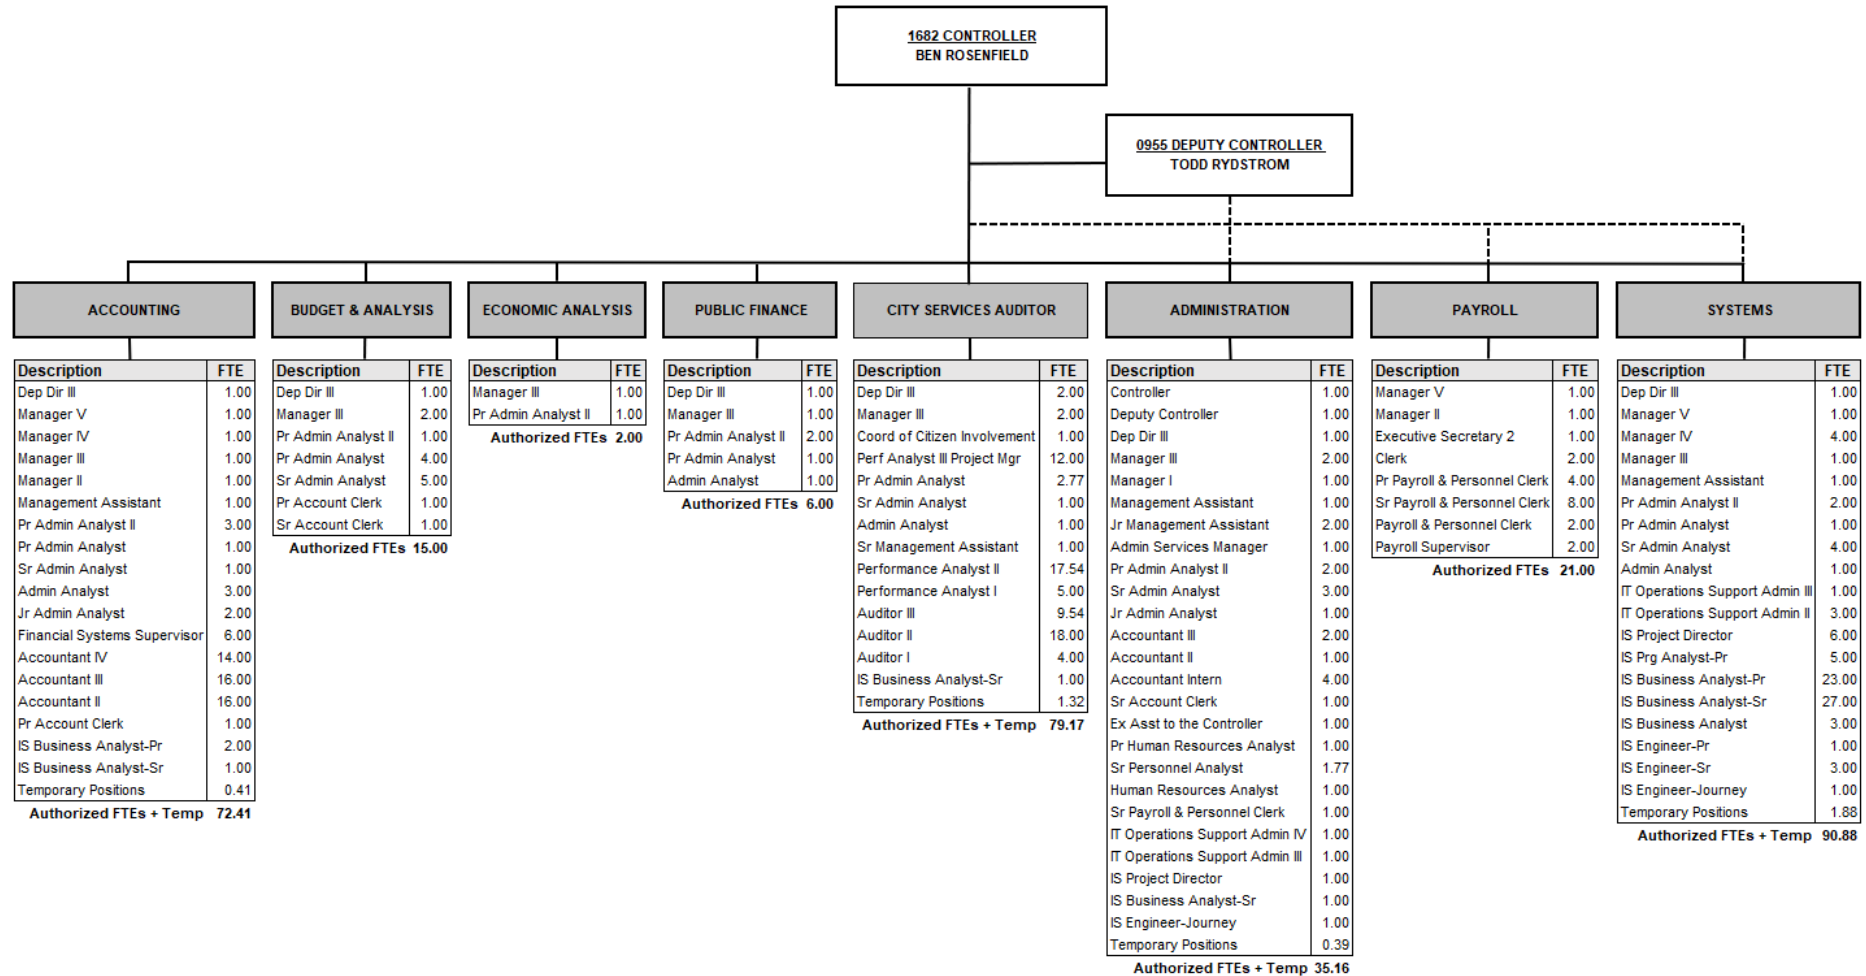 1682 CONTROLLER
BEN ROSENFIELD
0955 DEPUTY CONTROLLER
TODD RYDSTROM
ACCOUNTING
Description FTE
Dep Dir III 1.00
Manager V 1.00
Manager IV 1.00
Manager III 1.00
Manager II 1.00
Management Assistant 1.00
Pr Admin Analyst II 3.00
Pr Admin Analyst 1.00
Sr Admin Analyst 1.00
Admin Analyst 3.00
Jr Admin Analyst 2.00
Financial Systems Supervisor 6.00
Accountant IV 14.00
Accountant III 16.00
Accountant II 16.00
Pr Account Clerk 1.00
IS Business Analyst-Pr 2.00
IS Business Analyst-Sr 1.00
Temporary Positions 0.41
Authorized FTEs + Temp 72.41
BUDGET & ANALYSIS
Description FTE
Dep Dir III 1.00
Manager III 2.00
Pr Admin Analyst II 1.00
Pr Admin Analyst 4.00
Sr Admin Analyst 5.00
Pr Account Clerk 1.00
Sr Account Clerk 1.00
Authorized FTEs 15.00
ECONOMIC ANALYSIS
Description FTE
Manager III 1.00
Pr Admin Analyst II 1.00
Authorized FTEs 2.00
PUBLIC FINANCE
Description FTE
Dep Dir III 1.00
Manager III 1.00
Pr Admin Analyst II 2.00
Pr Admin Analyst 1.00
Admin Analyst 1.00
Authorized FTEs 6.00
CITY SERVICES AUDITOR
Description FTE
Dep Dir III 2.00
Manager III 2.00
Coord of Citizen Involvement 1.00
Perf Analyst III Project Mgr 12.00
Pr Admin Analyst 2.77
Sr Admin Analyst 1.00
Admin Analyst 1.00
Sr Management Assistant 1.00
Performance Analyst II 17.54
Performance Analyst I 5.00
Auditor III 9.54
Auditor II 18.00
Auditor I 4.00
IS Business Analyst-Sr 1.00
Temporary Positions 1.32
Authorized FTEs + Temp 79.17
ADMINISTRATION
Description FTE
Controller 1.00
Deputy Controller 1.00
Dep Dir III 1.00
Manager III 2.00
Manager I 1.00
Management Assistant 1.00
Jr Management Assistant 2.00
Admin Services Manager 1.00
Pr Admin Analyst II 2.00
Sr Admin Analyst 3.00
Jr Admin Analyst 1.00
Accountant III 2.00
Accountant II 1.00
Accountant Intern 4.00
Sr Account Clerk 1.00
Ex Asst to the Controller 1.00
Pr Human Resources Analyst 1.00
Sr Personnel Analyst 1.77
Human Resources Analyst 1.00
Sr Payroll & Personnel Clerk 1.00
IT Operations Support Admin IV 1.00
IT Operations Support Admin III 1.00
IS Project Director 1.00
IS Business Analyst-Sr 1.00
IS Engineer-Journey 1.00
Temporary Positions 0.39
Authorized FTEs + Temp 35.16
PAYROLL
Description FTE
Manager V 1.00
Manager II 1.00
Executive Secretary 2 1.00
Clerk 2.00
Pr Payroll & Personnel Clerk 4.00
Sr Payroll & Personnel Clerk 8.00
Payroll & Personnel Clerk 2.00
Payroll Supervisor 2.00
Authorized FTEs 21.00
SYSTEMS
Description FTE
Dep Dir III 1.00
Manager V 1.00
Manager IV 4.00
Manager III 1.00
Management Assistant 1.00
Pr Admin Analyst II 2.00
Pr Admin Analyst 1.00
Sr Admin Analyst 4.00
Admin Analyst 1.00
IT Operations Support Admin III 1.00
IT Operations Support Admin II 3.00
IS Project Director 6.00
IS Prg Analyst-Pr 5.00
IS Business Analyst-Pr 23.00
IS Business Analyst-Sr 27.00
IS Business Analyst 3.00
IS Engineer-Pr 1.00
IS Engineer-Sr 3.00
IS Engineer-Journey 1.00
Temporary Positions 1.88
Authorized FTEs + Temp 90.88